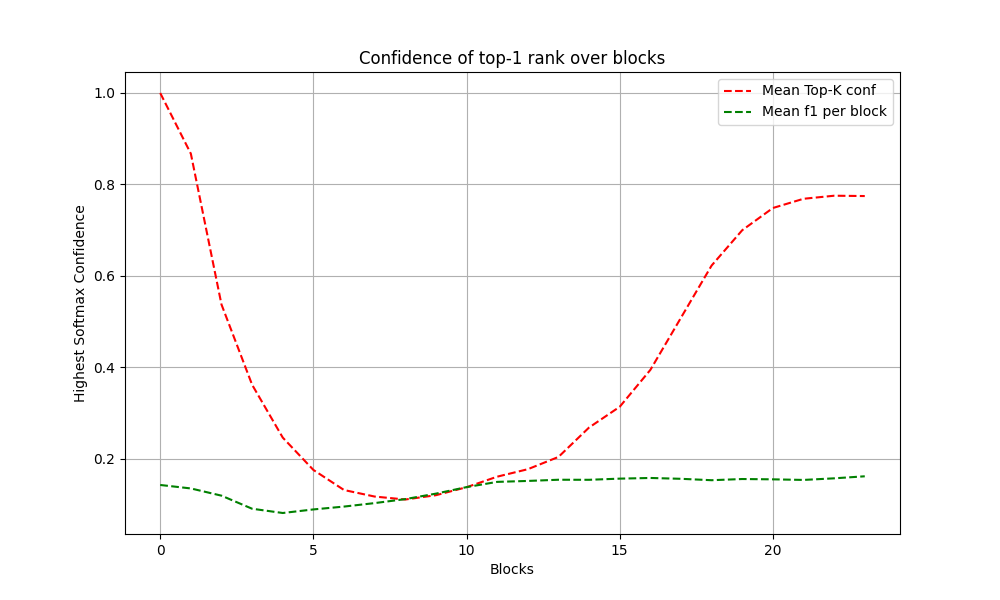 Confidence of top-1 rank over blocks
Mean Top-K conf
Mean f1 per block
Highest Softmax Confidence
1.0
0.8
0.6
0.4
0.2
0 5 10 15 20
Blocks